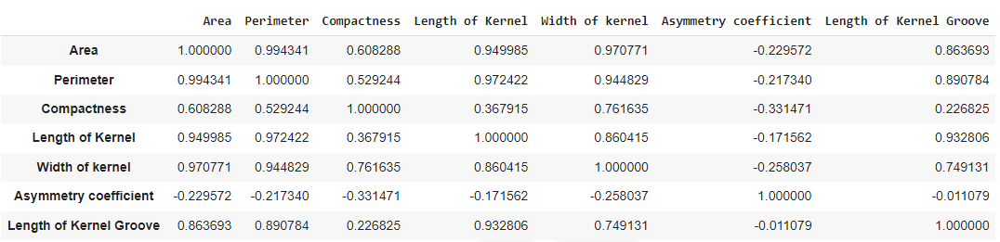 Area Perimeter Compactness Length of Kernel Width of kernel Asymmetry coefficient Length of Kernel Groove
Area 1.000000 0.994341 0.608288 0.949985 0.970771 -0.229572 0.863693
Perimeter 0.994341 1.000000 0.529244 0.972422 0.944829 -0.217340 0.890784
Compactness 0.608288 0.529244 1.000000 0.367915 0.761635 -0.331471 0.226825
Length of Kernel 0.949985 0.972422 0.367915 1.000000 0.860415 -0.171562 0.932806
Width of kernel 0.970771 0.944829 0.761635 0.860415 1.000000 -0.258037 0.749131
Asymmetry coefficient -0.229572 -0.217340 -0.331471 -0.171562 -0.258037 1.000000 -0.011079
Length of Kernel Groove 0.863693 0.890784 0.226825 0.932806 0.749131 -0.011079 1.000000